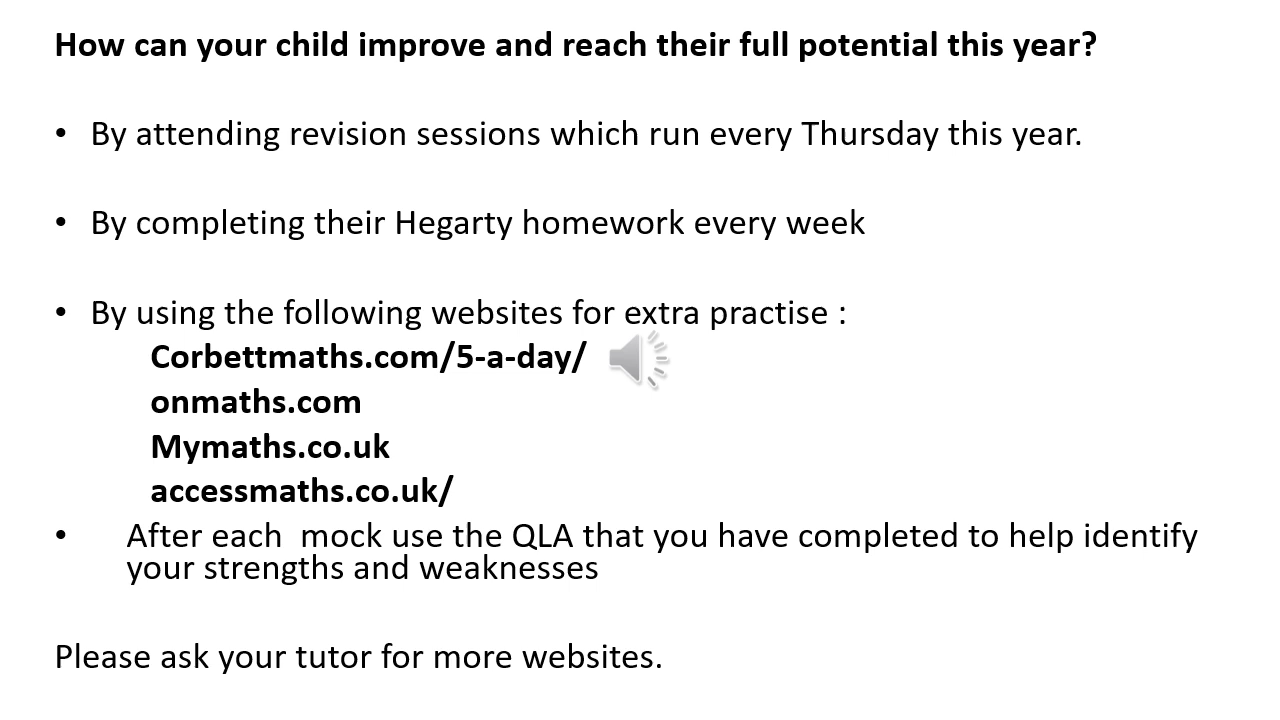 How can your child improve and reach their full potential this year?
• By attending revision sessions which run every Thursday this year.
• By completing their Hegarty homework every week
• By using the following websites for extra practise :
Corbettmaths.com/5-a-day/
onmaths.com
Mymaths.co.uk
accessmaths.co.uk/
• After each  mock use the QLA that you have completed to help identify
your strengths and weaknesses
Please ask your tutor for more websites.